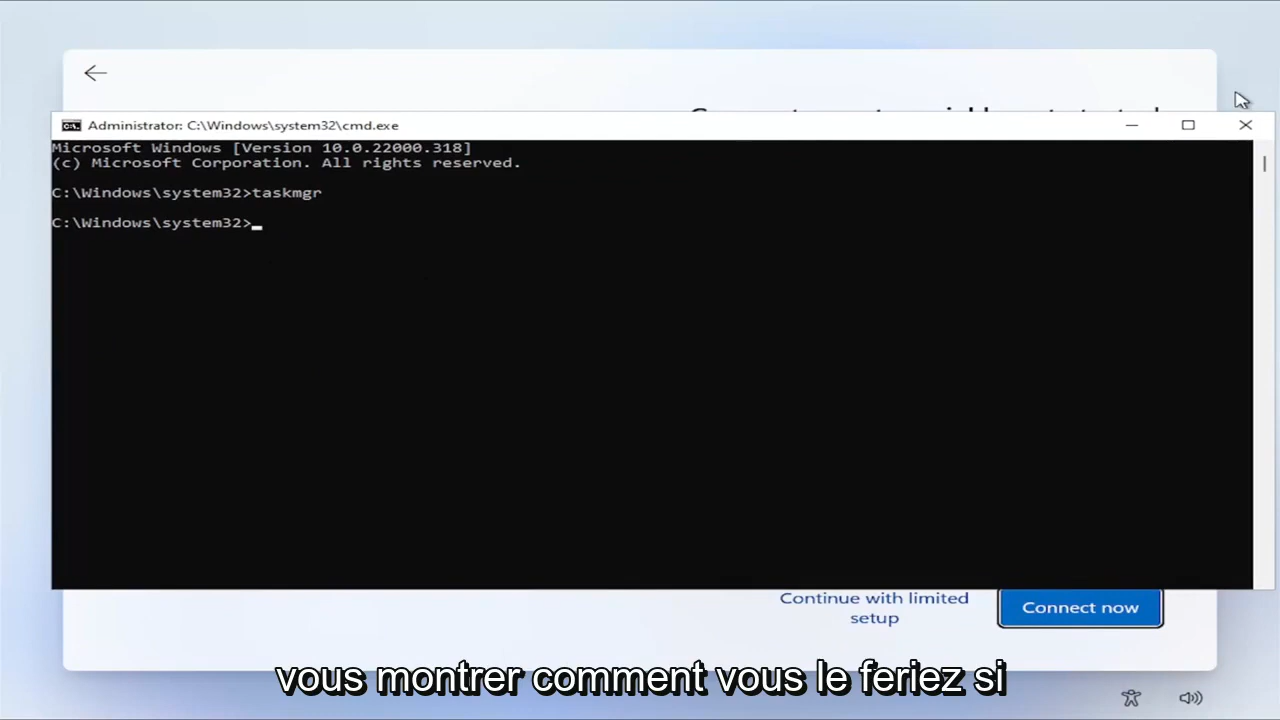 Administrator: C:\Windows\system32\cmd.exe
Microsoft Windows [Version 10.0.22000.318]
(c) Microsoft Corporation. All rights reserved.
C:\Windows\system32>taskmgr
C:\Windows\system32>
Continue with limited
setup
Connect now
vous montrer comment vous le feriez si